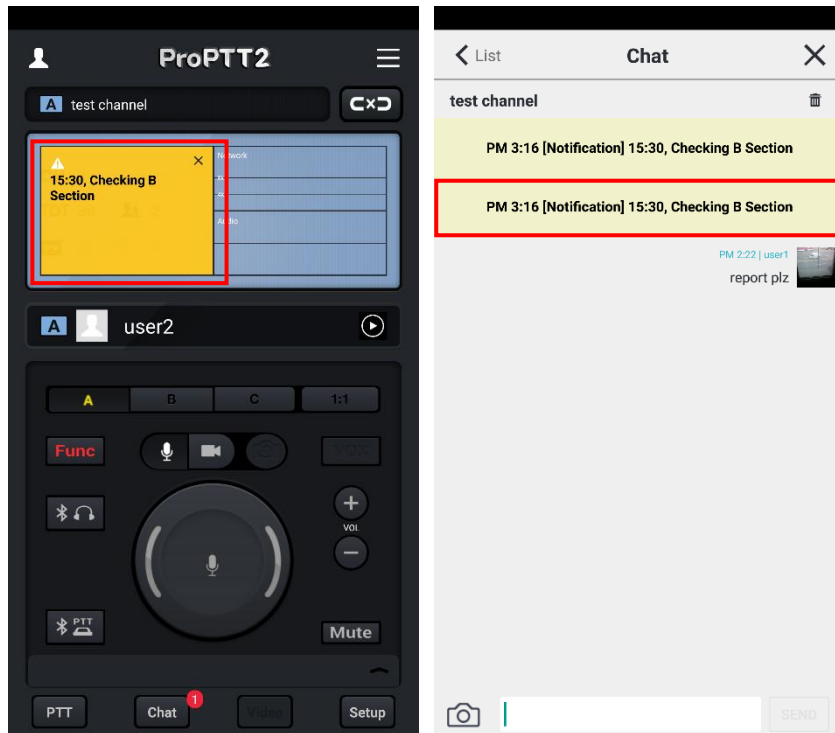 ProPTT2
A test channel
15:30, Checking B
Section
Network
Audio
A user2
A B C 1:1
Func
VOX
VOL
PTT
Mute
PTT Chat 1 Video Setup
List Chat
test channel
PM 3:16 [Notification] 15:30, Checking B Section
PM 3:16 [Notification] 15:30, Checking B Section
PM 2:22 | user1
report plz
SEND